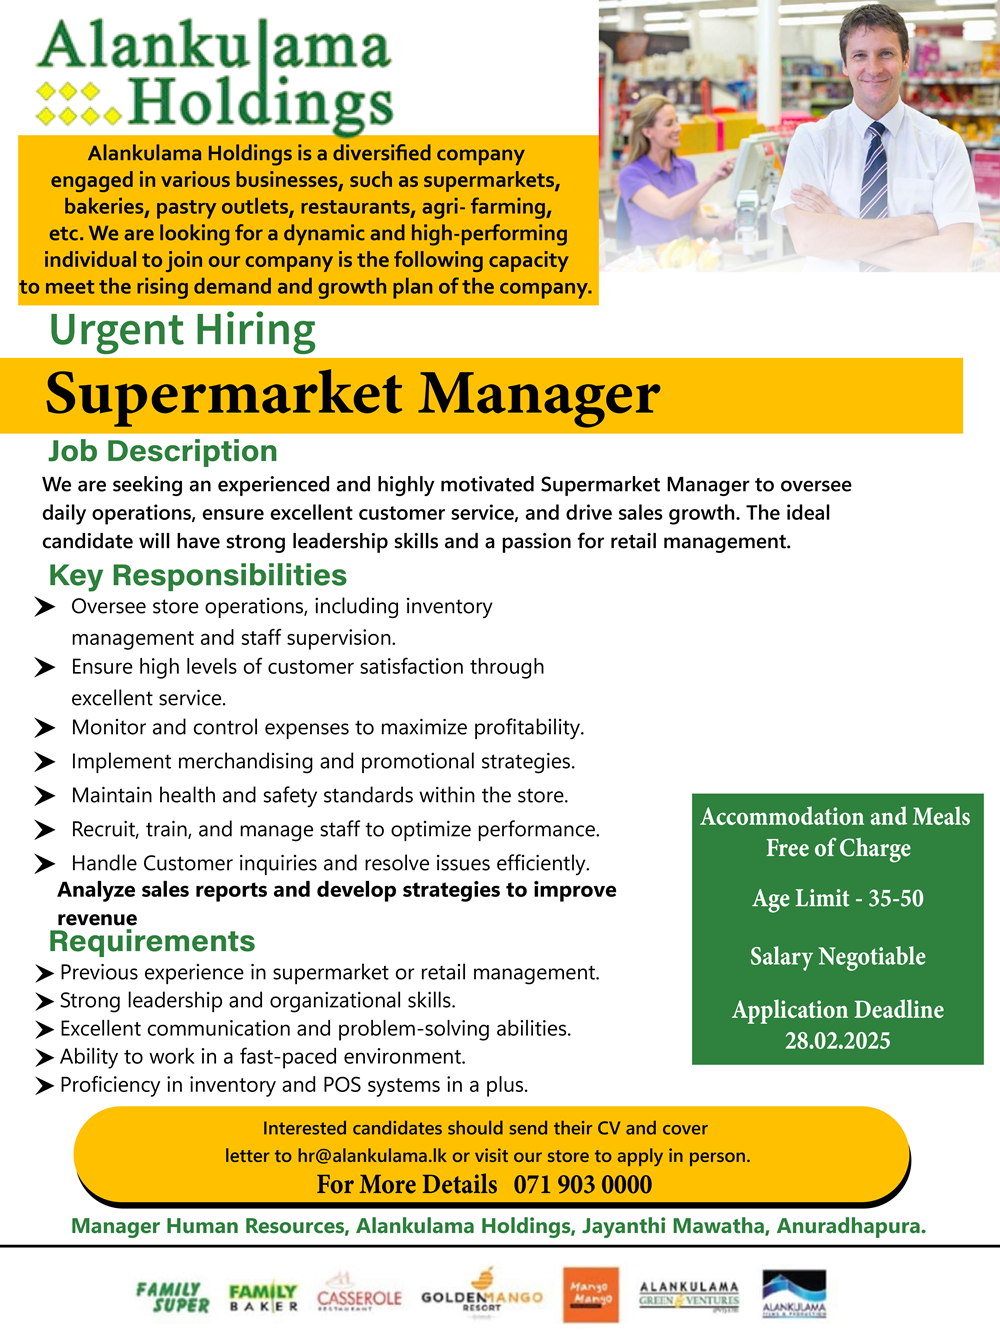 Alankulama
Holdings
Alankulama Holdings is a diversified company
engaged in various businesses, such as supermarkets,
bakeries, pastry outlets, restaurants, agri- farming,
etc. We are looking for a dynamic and high-performing
individual to join our company is the following capacity
to meet the rising demand and growth plan of the company.
Urgent Hiring
Supermarket Manager
Job Description
We are seeking an experienced and highly motivated Supermarket Manager to oversee
daily operations, ensure excellent customer service, and drive sales growth. The ideal
candidate will have strong leadership skills and a passion for retail management.
Key Responsibilities
Oversee store operations, including inventory
management and staff supervision.
Ensure high levels of customer satisfaction through
excellent service.
Monitor and control expenses to maximize profitability.
Implement merchandising and promotional strategies.
Maintain health and safety standards within the store.
Recruit, train, and manage staff to optimize performance.
Handle Customer inquiries and resolve issues efficiently.
Analyze sales reports and develop strategies to improve
revenue
Requirements
Previous experience in supermarket or retail management.
Strong leadership and organizational skills.
Excellent communication and problem-solving abilities.
Ability to work in a fast-paced environment.
Proficiency in inventory and POS systems in a plus.
Accommodation and Meals
Free of Charge
Age Limit - 35-50
Salary Negotiable
Application Deadline
28.02.2025
Interested candidates should send their CV and cover
letter to hr@alankulama.lk or visit our store to apply in person.
For More Details 071 903 0000
Manager Human Resources, Alankulama Holdings, Jayanthi Mawatha, Anuradhapura.
FAMILY
SUPER
FAMILY
BAKER
CASSEROLE
RESTAURANT
GOLDENMANGO
RESORT
Mango
Mango
ALANKULAMA
GREEN VENTURES
ALANKULAMA
FILMS & PRODUCTION